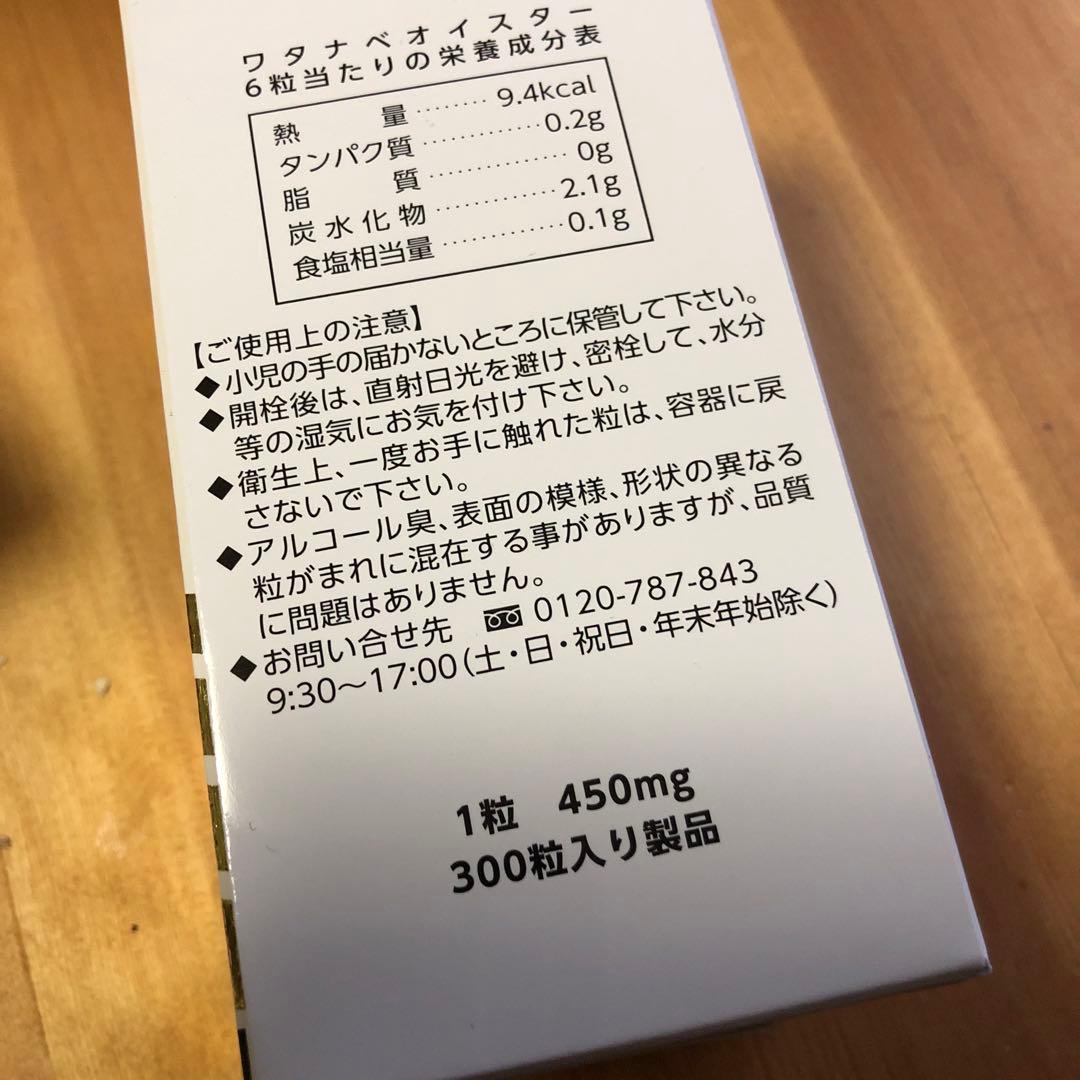 ワタナベオイスター
6粒当たりの栄養成分表
熱量………9.4kcal
タンパク質…………0.2g
脂質…………0g
炭水化物…………2.1g
食塩相当量…………0.1g
【ご使用上の注意】
◆小児の手の届かないところに保管して下さい。
◆開栓後は、直射日光を避け、密栓して、水分
等の湿気にお気を付け下さい。
◆衛生上、一度お手に触れた粒は、容器に戻
さないで下さい。
◆アルコール臭、表面の模様、形状の異なる
粒がまれに混在する事がありますが、品質
に問題はありません。
◆お問い合せ先 0120-787-843
9:30〜17:00(土・日・祝日・年末年始除く)
1粒 450mg
300粒入り製品